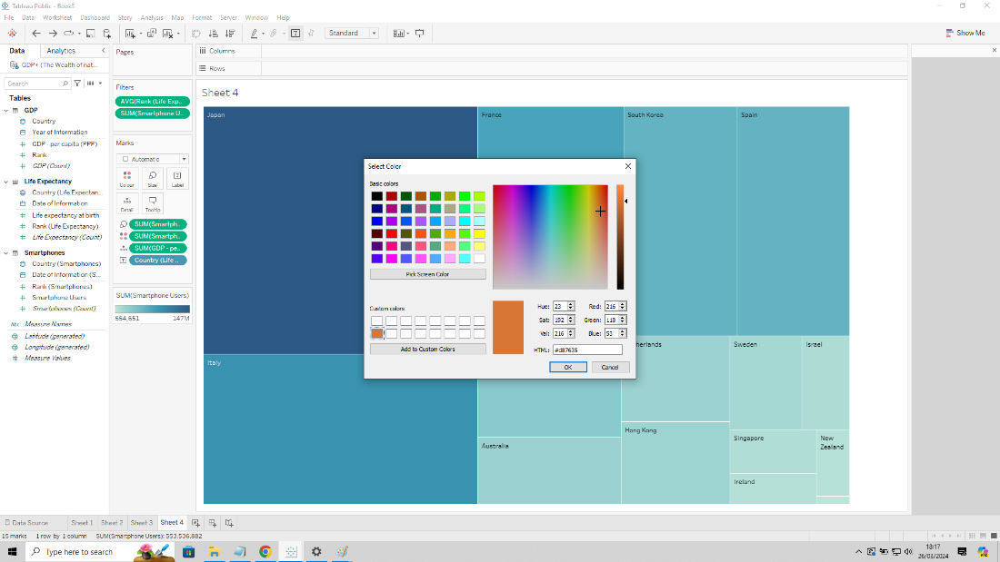 Tableau Public - Book5
File Data Worksheet Dashboard Story Analysis Map Format Server Window Help
Standard
Show Me
Data Analytics
Pages
Columns
GDP+ (The Wealth of nat...
Rows
Search
Filters
Tables
Sheet 4
AVG(Rank (Life Exp..
GDP
SUM(Smartphone U..
Country
Year of Information
GDP - per capita (PPP)
Rank
GDP (Count)
Marks
Automatic
Colour Size Label
Detail Tooltip
Life Expectancy
Country (Life Expectan...
Date of Information
Life expectancy at birth
Rank (Life Expectancy)
Life Expectancy (Count)
SUM(Smartph..
SUM(Smartph..
SUM(GDP - pe..
Country (Life ..
Smartphones
Country (Smartphones)
Date of Information (S...
Rank (Smartphones)
Smartphone Users
Smartphones (Count)
SUM(Smartphone Users)
554,651 147M
Abc Measure Names
Latitude (generated)
Longitude (generated)
Measure Values
Japan
France
South Korea
Spain
Italy
Australia
therlands
Sweden
Israel
Hong Kong
Singapore
New
Zealand
Ireland
Select Color
Basic colors
Pick Screen Color
Custom colors
Add to Custom Colors
Hue: 23 Red: 216
Sat: 192 Green: 118
Val: 216 Blue: 53
HTML: #d87635
OK Cancel
Data Source Sheet 1 Sheet 2 Sheet 3 Sheet 4
15 marks 1 row by 1 column SUM(Smartphone Users): 553.536.882
Type here to search
18:17
26/03/2024